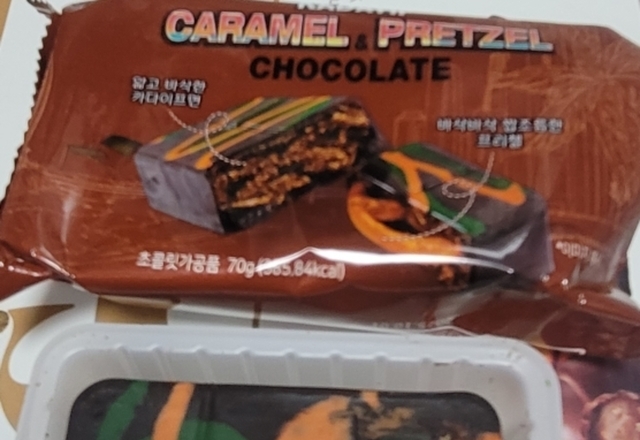 CARAMEL & PRETZEL
CHOCOLATE
얇고 바삭한
카다이프면
바삭바삭 짭조름한
프레첼
초콜릿가공품 70g